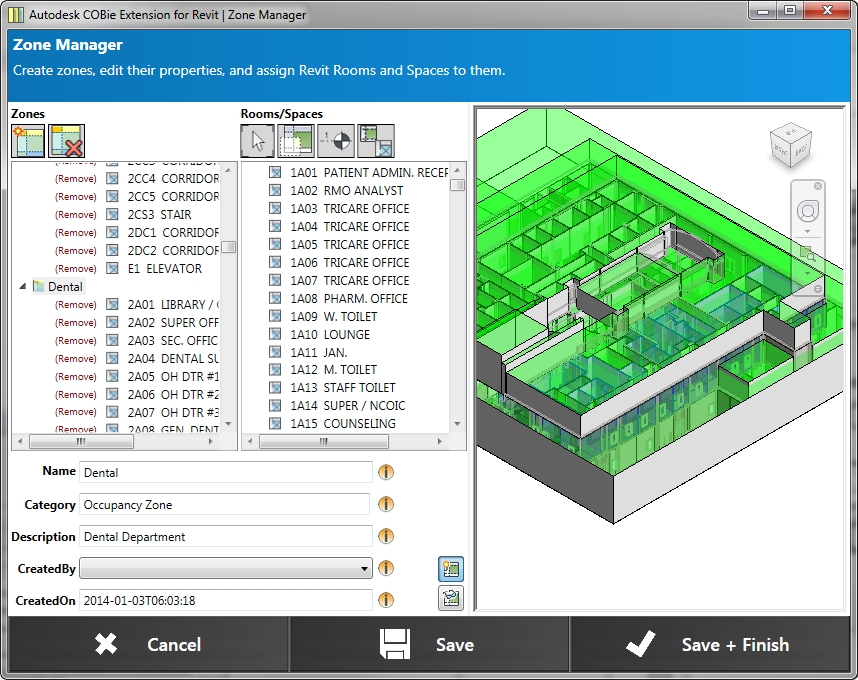 Autodesk COBie Extension for Revit | Zone Manager
Zone Manager
Create zones, edit their properties, and assign Revit Rooms and Spaces to them.
Zones
(Remove) 2CC4 CORRIDOR
(Remove) 2CC5 CORRIDOR
(Remove) 2CS3 STAIR
(Remove) 2DC1 CORRIDOR
(Remove) 2DC2 CORRIDOR
(Remove) E1 ELEVATOR
Dental
(Remove) 2A01 LIBRARY /
(Remove) 2A02 SUPER OFF
(Remove) 2A03 SEC. OFFIC
(Remove) 2A04 DENTAL SU
(Remove) 2A05 OH DTR #1
(Remove) 2A06 OH DTR #2
(Remove) 2A07 OH DTR #3
(Remove) 2A08 GEN. DENT
Rooms/Spaces
1A01 PATIENT ADMIN. RECEP
1A02 RMO ANALYST
1A03 TRICARE OFFICE
1A04 TRICARE OFFICE
1A05 TRICARE OFFICE
1A06 TRICARE OFFICE
1A07 TRICARE OFFICE
1A08 PHARM. OFFICE
1A09 W. TOILET
1A10 LOUNGE
1A11 JAN.
1A12 M. TOILET
1A13 STAFF TOILET
1A14 SUPER / NCOIC
1A15 COUNSELING
Name Dental
Category Occupancy Zone
Description Dental Department
CreatedBy
CreatedOn 2014-01-03T06:03:18
Cancel
Save
Save + Finish